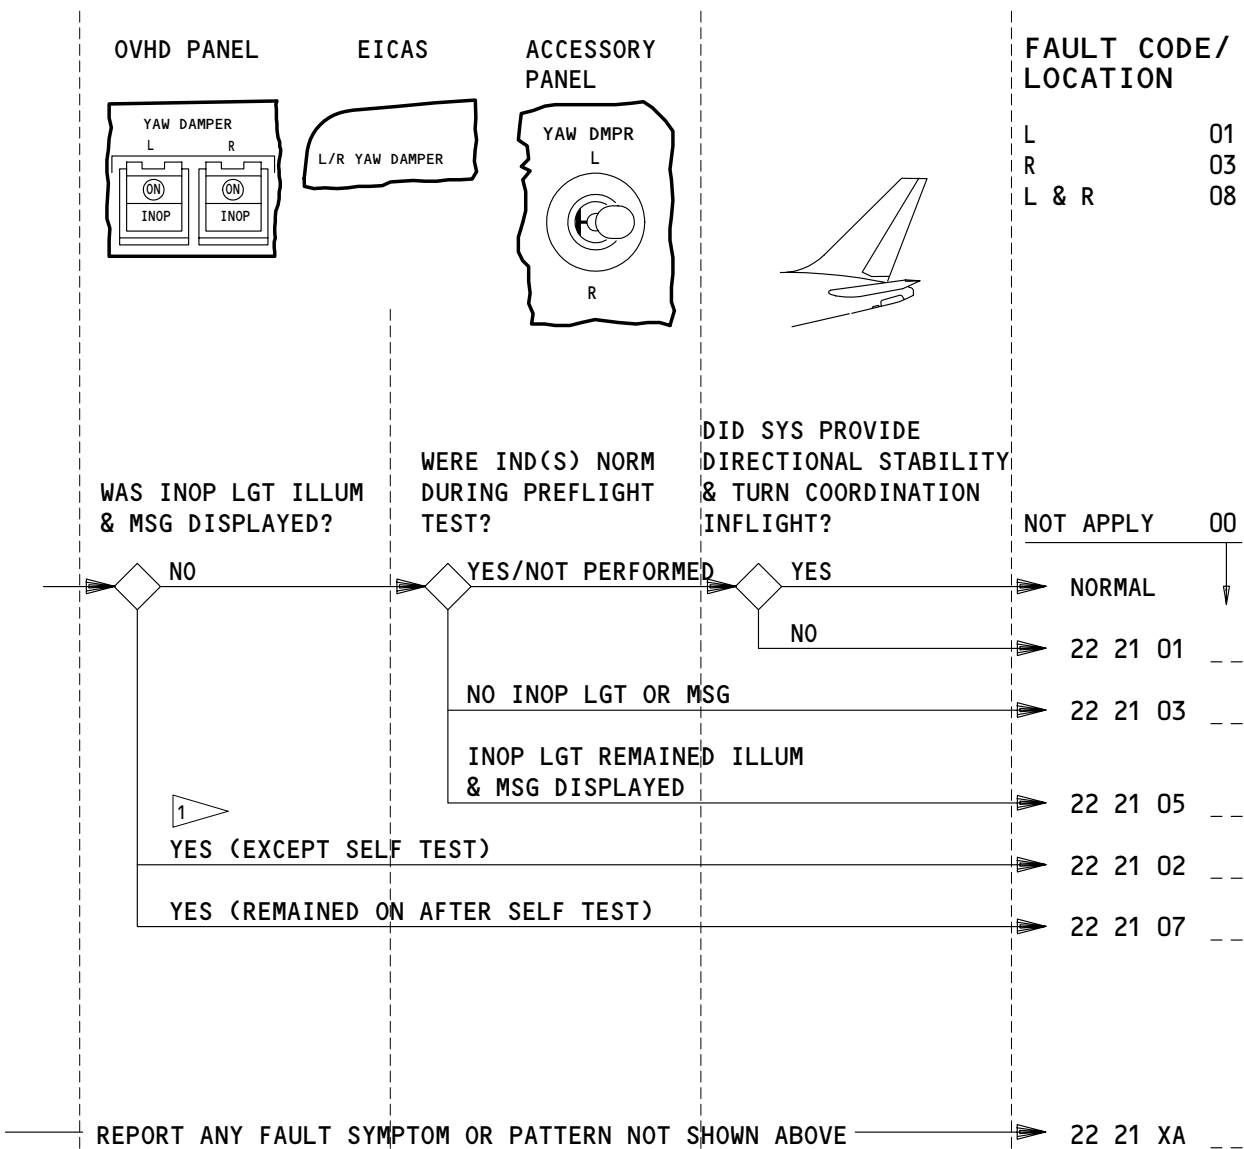 OVHD PANEL
EICAS
ACCESSORY
PANEL
FAULT CODE/
LOCATION
YAW DAMPER
L R
ON ON
INOP INOP
L/R YAW DAMPER
YAW DMPR
L
R
L 01
R 03
L & R 08
WAS INOP LGT ILLUM
& MSG DISPLAYED?
WERE IND(S) NORM
DURING PREFLIGHT
TEST?
DID SYS PROVIDE
DIRECTIONAL STABILITY
& TURN COORDINATION
INFLIGHT?
NOT APPLY 00
NO
YES/NOT PERFORMED
YES
NORMAL
NO
22 21 01 _ _
NO INOP LGT OR MSG
22 21 03 _ _
INOP LGT REMAINED ILLUM
& MSG DISPLAYED
22 21 05 _ _
1
YES (EXCEPT SELF TEST)
22 21 02 _ _
YES (REMAINED ON AFTER SELF TEST)
22 21 07 _ _
REPORT ANY FAULT SYMPTOM OR PATTERN NOT SHOWN ABOVE
22 21 XA _ _